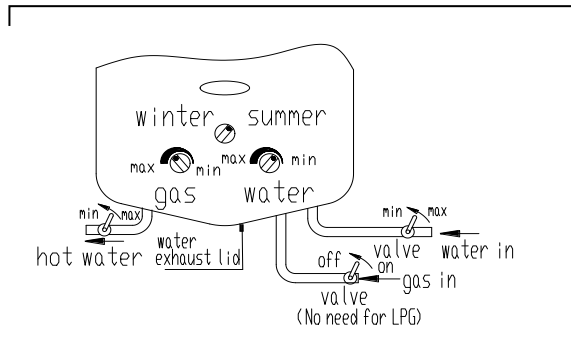 winter summer
max min max min
gas water
min max min max
hot water
water
exhaust lid
valve water in
off on
gas in
valve
(No need for LPG)